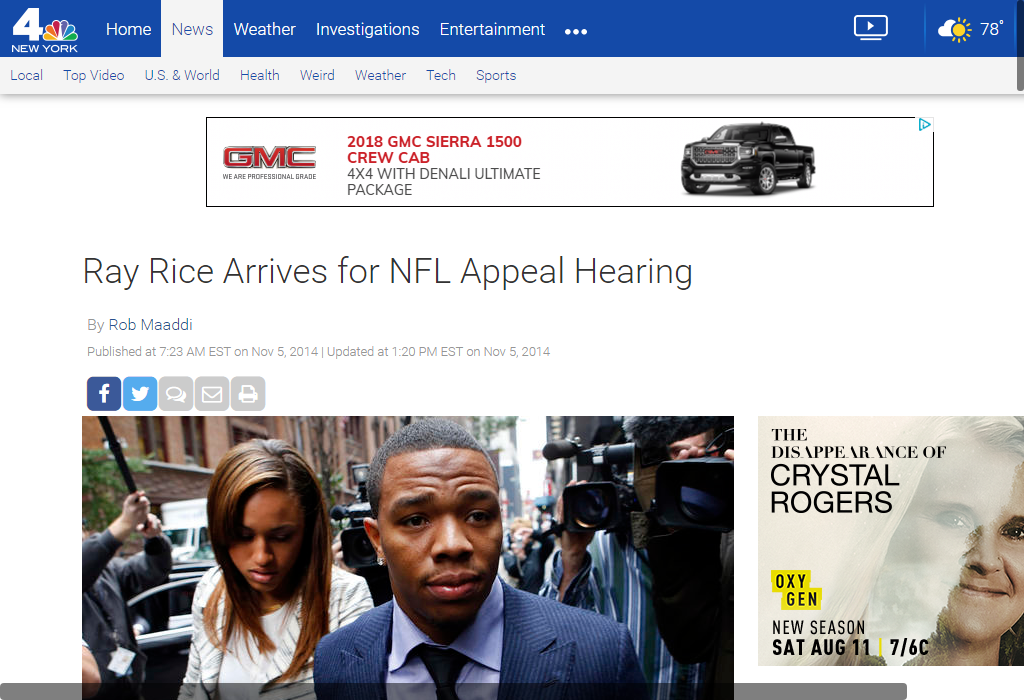 4
NEW YORK
Home
News
Weather
Investigations
Entertainment
78°
Local
Top Video
U.S. & World
Health
Weird
Weather
Tech
Sports
GMC
WE ARE PROFESSIONAL GRADE
2018 GMC SIERRA 1500
CREW CAB
4X4 WITH DENALI ULTIMATE
PACKAGE
Ray Rice Arrives for NFL Appeal Hearing
By Rob Maaddi
Published at 7:23 AM EST on Nov 5, 2014 | Updated at 1:20 PM EST on Nov 5, 2014
THE
DISAPPEARANCE OF
CRYSTAL
ROGERS
OXY
GEN
NEW SEASON
SAT AUG 11 | 7/6C